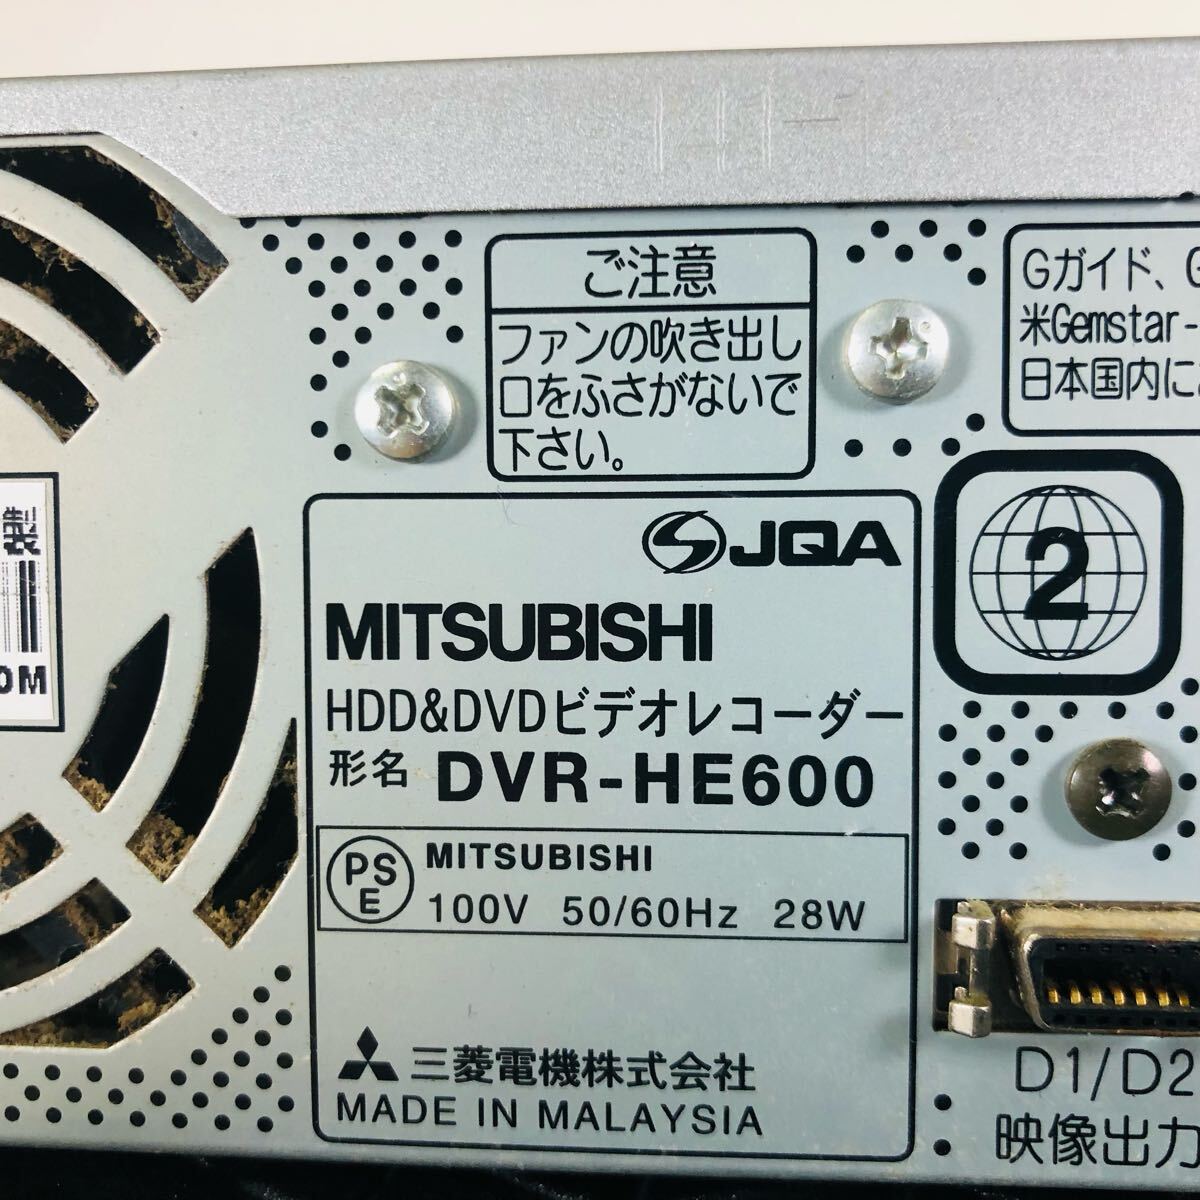 ご注意
ファンの吹き出し
口をふさがないで
下さい。
Gガイド、G
米Gemstar-
日本国内に
製
0M
JQA
2
MITSUBISHI
HDD&DVDビデオレコーダー
形名 DVR-HE600
PSE
MITSUBISHI
100V 50/60Hz 28W
三菱電機株式会社
MADE IN MALAYSIA
D1/D2
映像出力